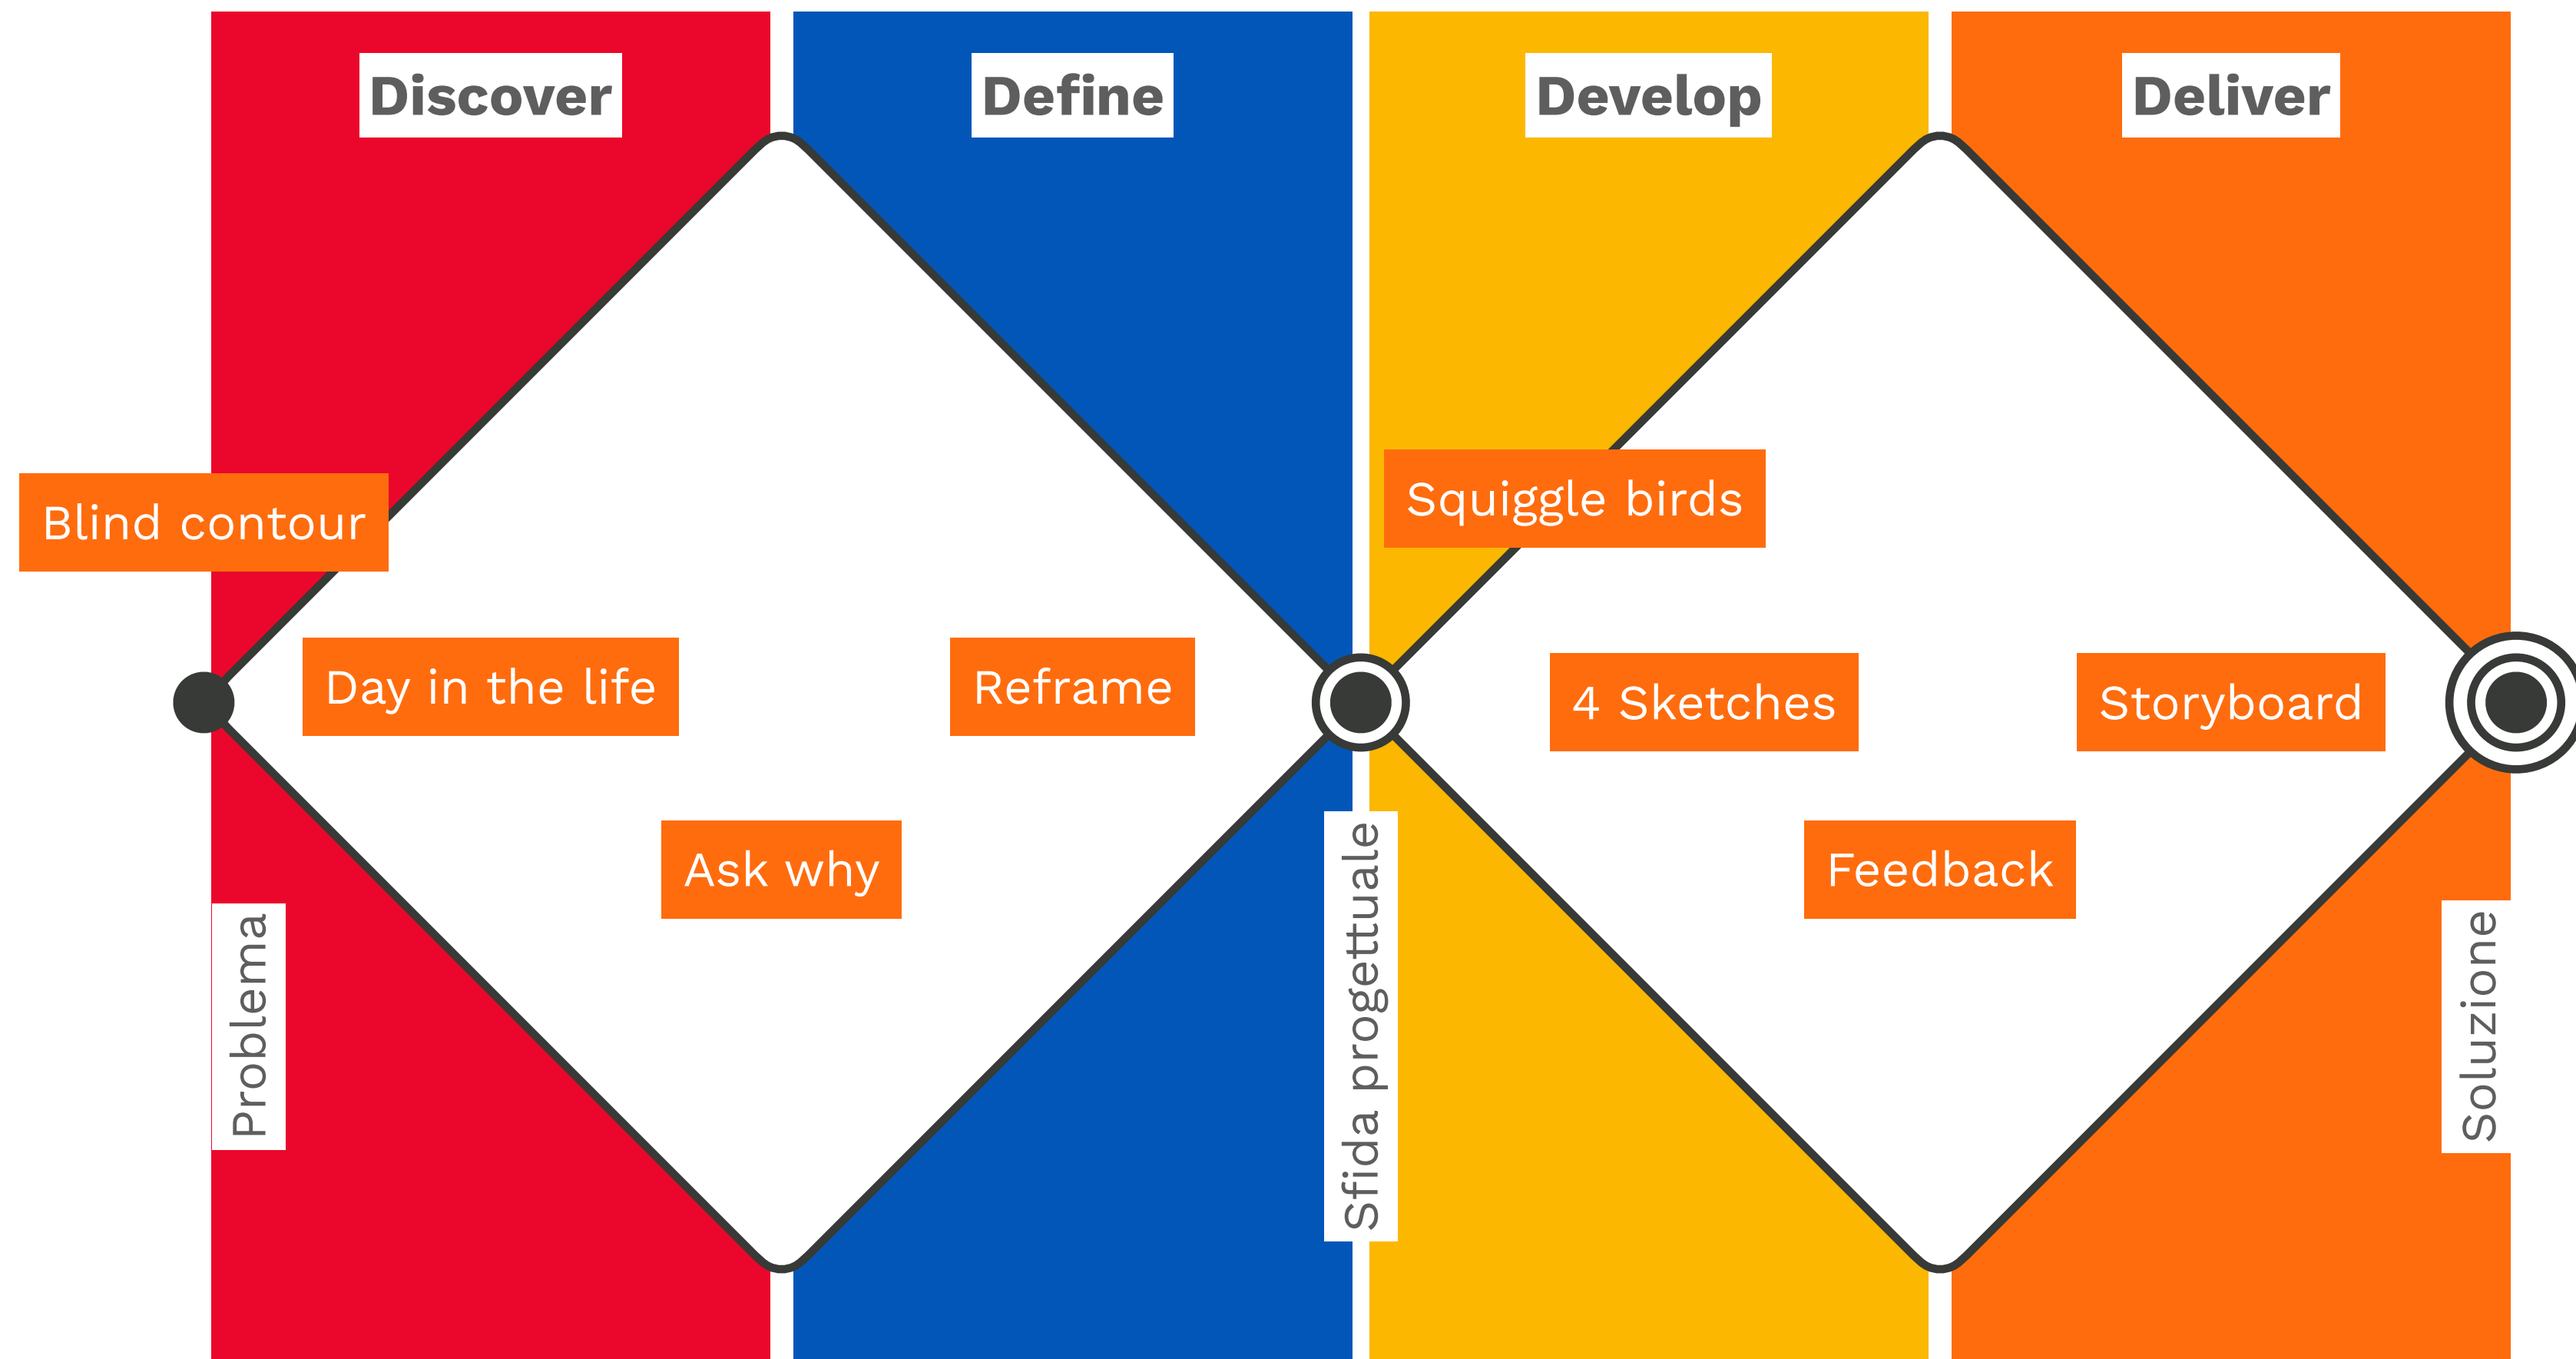 Discover
Define
Develop
Deliver
Blind contour
Squiggle birds
Day in the life
Reframe
4 Sketches
Storyboard
Ask why
Feedback
Problema
Sfida progettuale
Soluzione